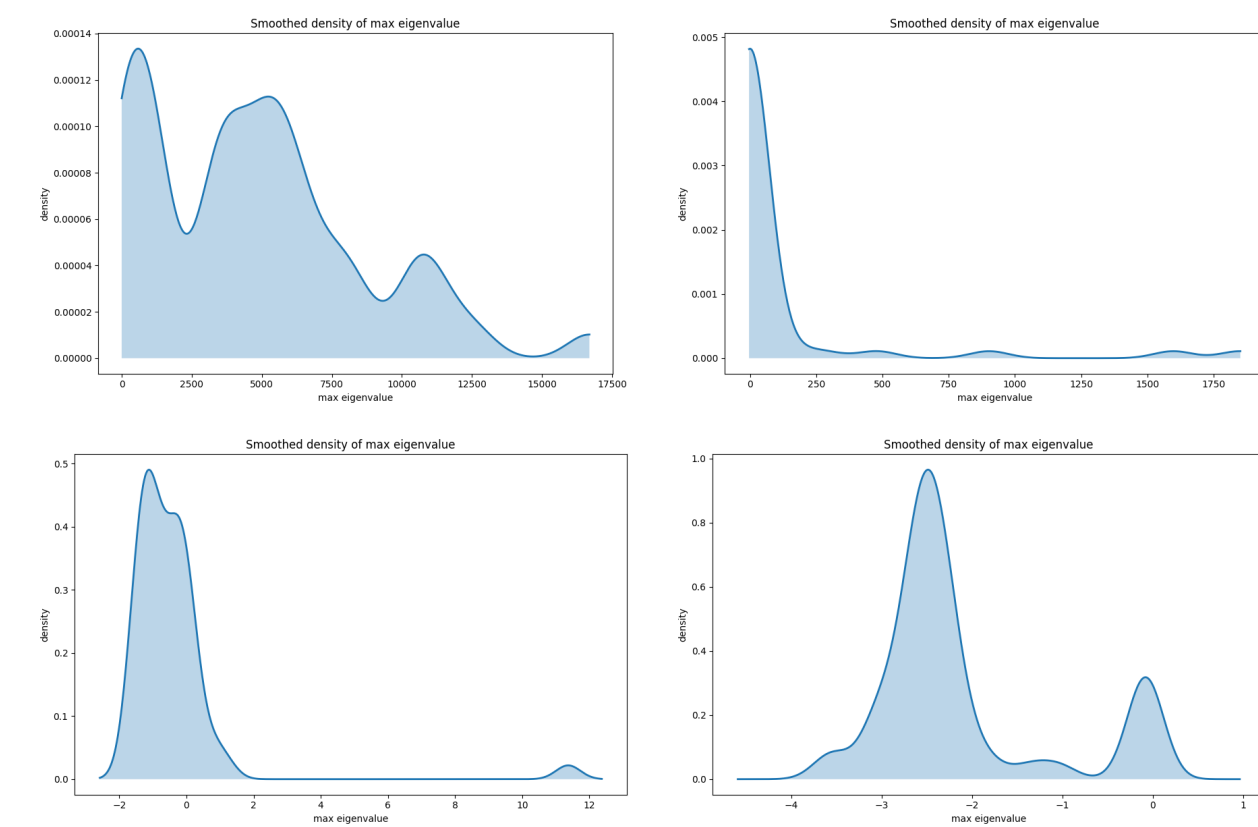 Smoothed density of max eigenvalue
0.00014
0.00012
0.00010
0.00008
0.00006
0.00004
0.00002
0.00000
density
0 2500 5000 7500 10000 12500 15000 17500
max eigenvalue
Smoothed density of max eigenvalue
0.005
0.004
0.003
0.002
0.001
0.000
density
0 250 500 750 1000 1250 1500 1750
max eigenvalue
Smoothed density of max eigenvalue
0.5
0.4
0.3
0.2
0.1
0.0
density
−2 0 2 4 6 8 10 12
max eigenvalue
Smoothed density of max eigenvalue
1.0
0.8
0.6
0.4
0.2
0.0
density
−4 −3 −2 −1 0 1
max eigenvalue